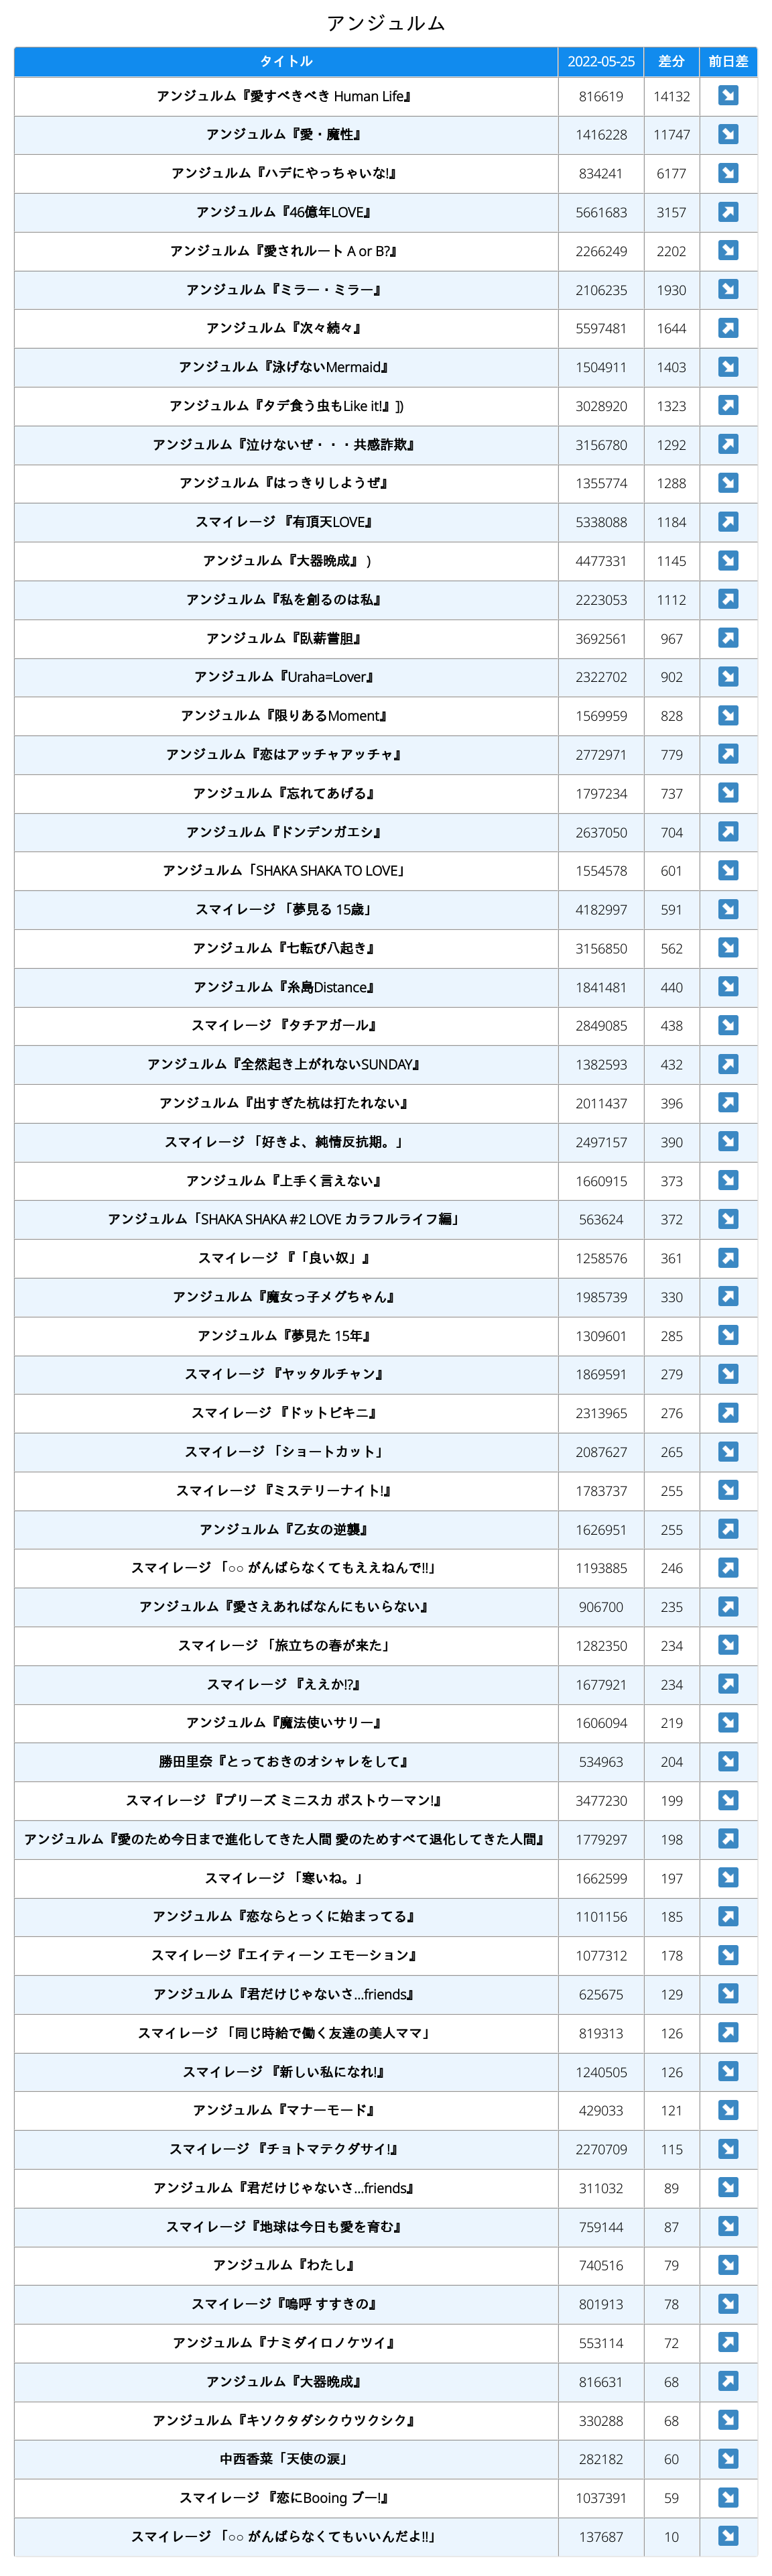 アンジュルム
タイトル 2022-05-25 差分 前日差
アンジュルム『愛すべきべき Human Life』 816619 14132 ↘
アンジュルム『愛・魔性』 1416228 11747 ↘
アンジュルム『ハデにやっちゃいな!』 834241 6177 ↘
アンジュルム『46億年LOVE』 5661683 3157 ↗
アンジュルム『愛されルート A or B?』 2266249 2202 ↘
アンジュルム『ミラー・ミラー』 2106235 1930 ↘
アンジュルム『次々続々』 5597481 1644 ↗
アンジュルム『泳げないMermaid』 1504911 1403 ↘
アンジュルム『タデ食う虫もLike it!』]) 3028920 1323 ↗
アンジュルム『泣けないぜ・・・共感詐欺』 3156780 1292 ↗
アンジュルム『はっきりしようぜ』 1355774 1288 ↘
スマイレージ 『有頂天LOVE』 5338088 1184 ↗
アンジュルム『大器晩成』 ) 4477331 1145 ↘
アンジュルム『私を創るのは私』 2223053 1112 ↗
アンジュルム『臥薪嘗胆』 3692561 967 ↗
アンジュルム『Uraha=Lover』 2322702 902 ↘
アンジュルム『限りあるMoment』 1569959 828 ↘
アンジュルム『恋はアッチャアッチャ』 2772971 779 ↗
アンジュルム『忘れてあげる』 1797234 737 ↘
アンジュルム『ドンデンガエシ』 2637050 704 ↗
アンジュルム「SHAKA SHAKA TO LOVE」 1554578 601 ↘
スマイレージ 「夢見る 15歳」 4182997 591 ↘
アンジュルム『七転び八起き』 3156850 562 ↘
アンジュルム『糸島Distance』 1841481 440 ↘
スマイレージ 『タチアガール』 2849085 438 ↘
アンジュルム『全然起き上がれないSUNDAY』 1382593 432 ↗
アンジュルム『出すぎた杭は打たれない』 2011437 396 ↗
スマイレージ 「好きよ、純情反抗期。」 2497157 390 ↘
アンジュルム『上手く言えない』 1660915 373 ↘
アンジュルム「SHAKA SHAKA #2 LOVE カラフルライフ編」 563624 372 ↘
スマイレージ 『「良い奴」』 1258576 361 ↗
アンジュルム『魔女っ子メグちゃん』 1985739 330 ↗
アンジュルム『夢見た 15年』 1309601 285 ↘
スマイレージ 『ヤッタルチャン』 1869591 279 ↘
スマイレージ 『ドットビキニ』 2313965 276 ↗
スマイレージ 「ショートカット」 2087627 265 ↘
スマイレージ 『ミステリーナイト!』 1783737 255 ↘
アンジュルム『乙女の逆襲』 1626951 255 ↗
スマイレージ 「○○ がんばらなくてもええねんで!!」 1193885 246 ↗
アンジュルム『愛さえあればなんにもいらない』 906700 235 ↗
スマイレージ 「旅立ちの春が来た」 1282350 234 ↘
スマイレージ 『ええか!?』 1677921 234 ↗
アンジュルム『魔法使いサリー』 1606094 219 ↘
勝田里奈『とっておきのオシャレをして』 534963 204 ↘
スマイレージ 『プリーズ ミニスカ ポストウーマン!』 3477230 199 ↘
アンジュルム『愛のため今日まで進化してきた人間 愛のためすべて退化してきた人間』 1779297 198 ↗
スマイレージ 「寒いね。」 1662599 197 ↘
アンジュルム『恋ならとっくに始まってる』 1101156 185 ↗
スマイレージ『エイティーン エモーション』 1077312 178 ↘
アンジュルム『君だけじゃないさ...friends』 625675 129 ↘
スマイレージ 「同じ時給で働く友達の美人ママ」 819313 126 ↗
スマイレージ 『新しい私になれ!』 1240505 126 ↘
アンジュルム『マナーモード』 429033 121 ↘
スマイレージ 『チョトマテクダサイ!』 2270709 115 ↘
アンジュルム『君だけじゃないさ...friends』 311032 89 ↘
スマイレージ『地球は今日も愛を育む』 759144 87 ↘
アンジュルム『わたし』 740516 79 ↘
スマイレージ『嗚呼 すすきの』 801913 78 ↘
アンジュルム『ナミダイロノケツイ』 553114 72 ↗
アンジュルム『大器晩成』 816631 68 ↗
アンジュルム『キソクタダシクウツクシク』 330288 68 ↘
中西香菜「天使の涙」 282182 60 ↘
スマイレージ 『恋にBooing ブー!』 1037391 59 ↘
スマイレージ 「○○ がんばらなくてもいいんだよ!!」 137687 10 ↘